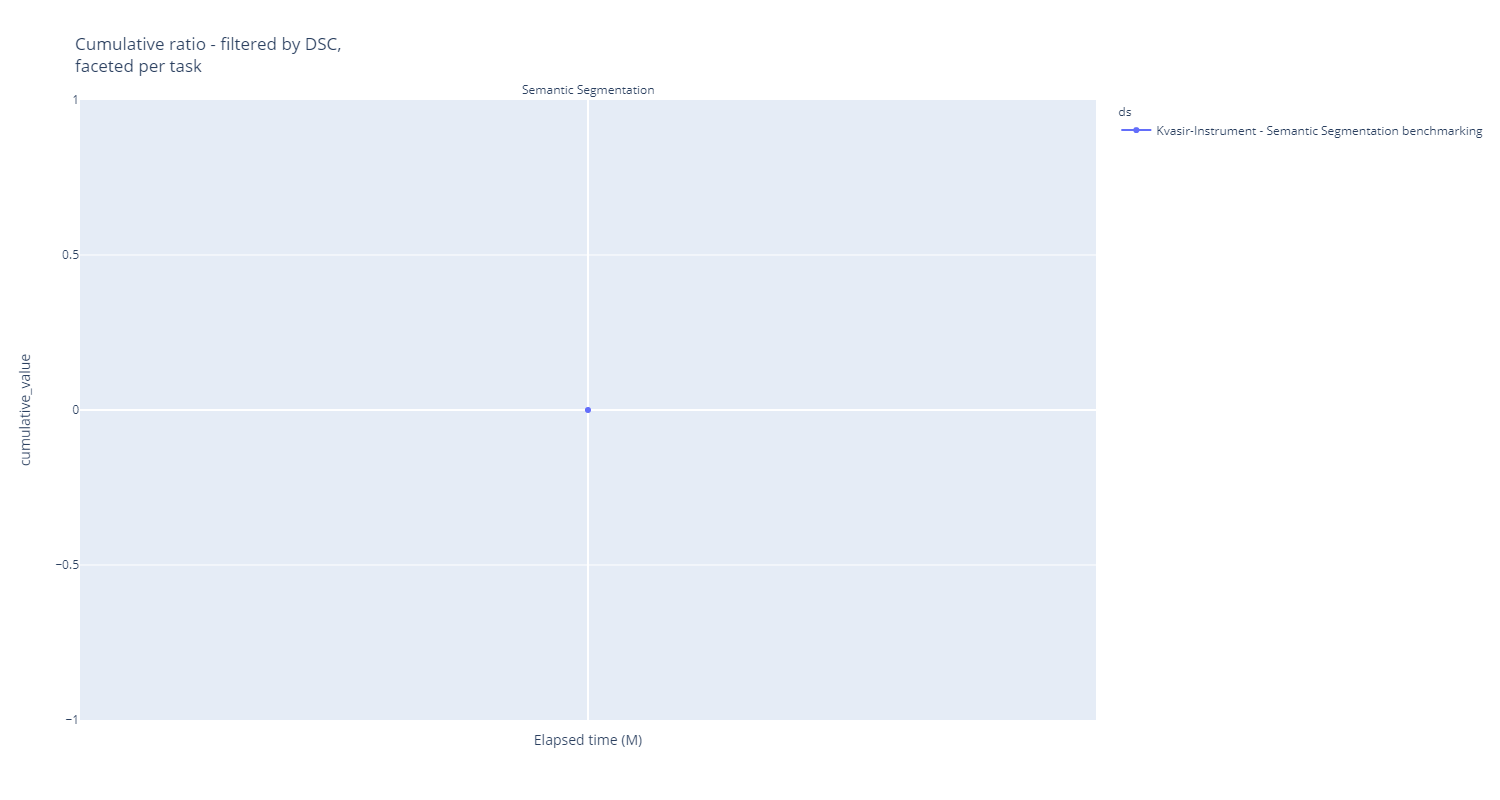 Cumulative ratio - filtered by DSC,
faceted per task
Semantic Segmentation
ds
Kvasir-Instrument - Semantic Segmentation benchmarking
1
0.5
0
−0.5
−1
cumulative_value
Elapsed time (M)